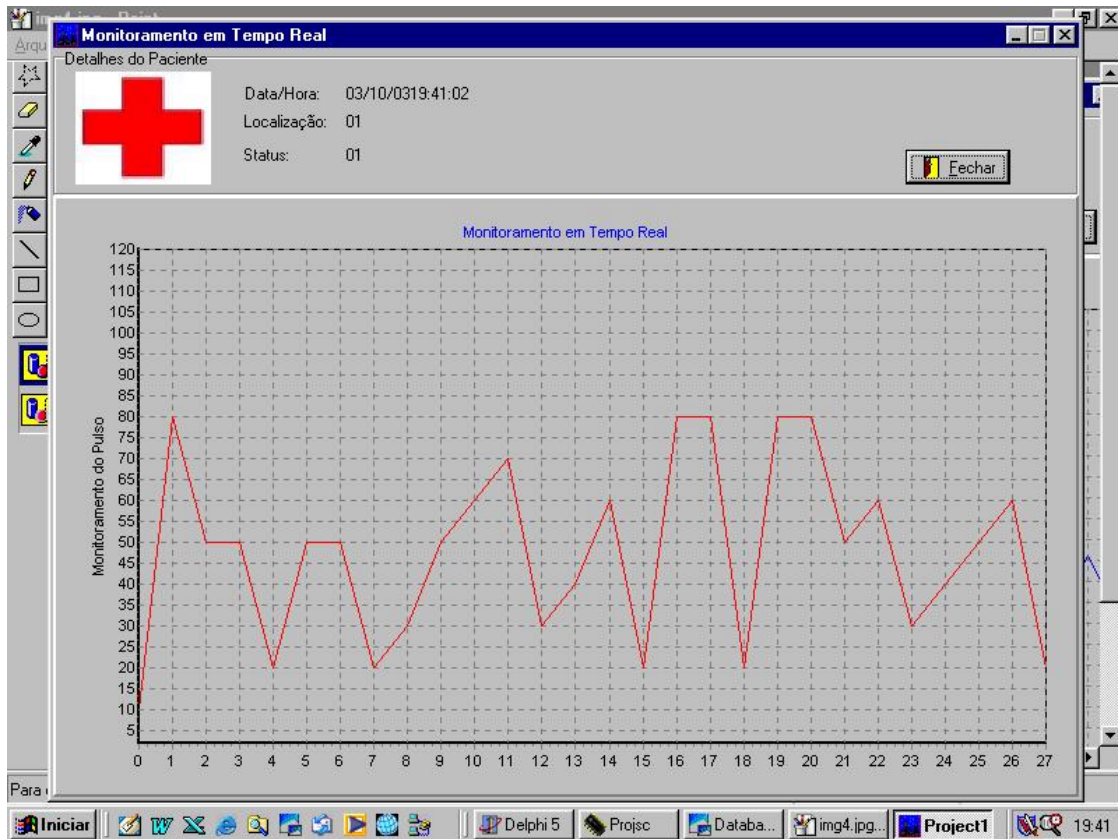 Monitoramento em Tempo Real
Arqu
Detalhes do Paciente
Data/Hora: 03/10/0319:41:02
Localização: 01
Status: 01
Fechar
Monitoramento em Tempo Real
120
115
110
105
100
95
90
85
80
75
70
65
60
55
50
45
40
35
30
25
20
15
10
5
Monitoramento do Pulso
0 1 2 3 4 5 6 7 8 9 10 11 12 13 14 15 16 17 18 19 20 21 22 23 24 25 26 27
Para
Iniciar Delphi 5 Projsc Databa... img4.jpg... Project1 19:41